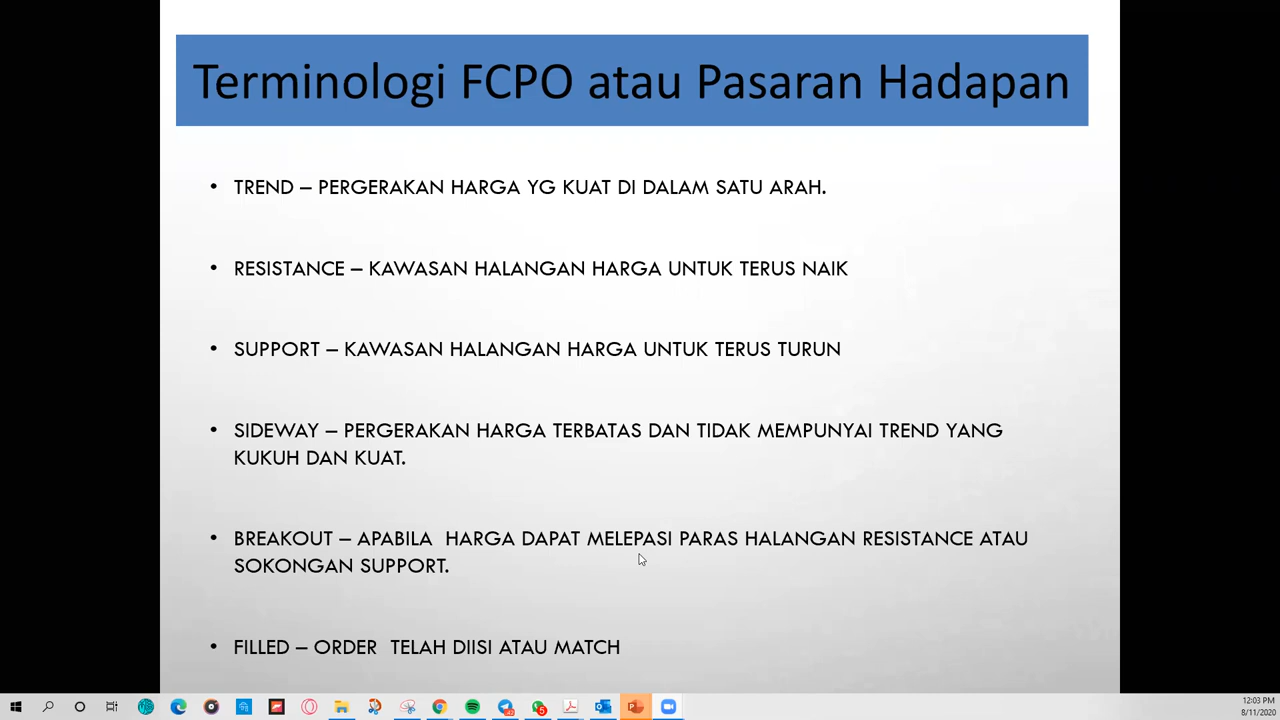 Terminologi FCPO atau Pasaran Hadapan
• TREND – PERGERAKAN HARGA YG KUAT DI DALAM SATU ARAH.
• RESISTANCE – KAWASAN HALANGAN HARGA UNTUK TERUS NAIK
• SUPPORT – KAWASAN HALANGAN HARGA UNTUK TERUS TURUN
• SIDEWAY – PERGERAKAN HARGA TERBATAS DAN TIDAK MEMPUNYAI TREND YANG
KUKUH DAN KUAT.
• BREAKOUT – APABILA  HARGA DAPAT MELEPASI PARAS HALANGAN RESISTANCE ATAU
SOKONGAN SUPPORT.
• FILLED – ORDER  TELAH DIISI ATAU MATCH
12:03 PM
8/11/2020